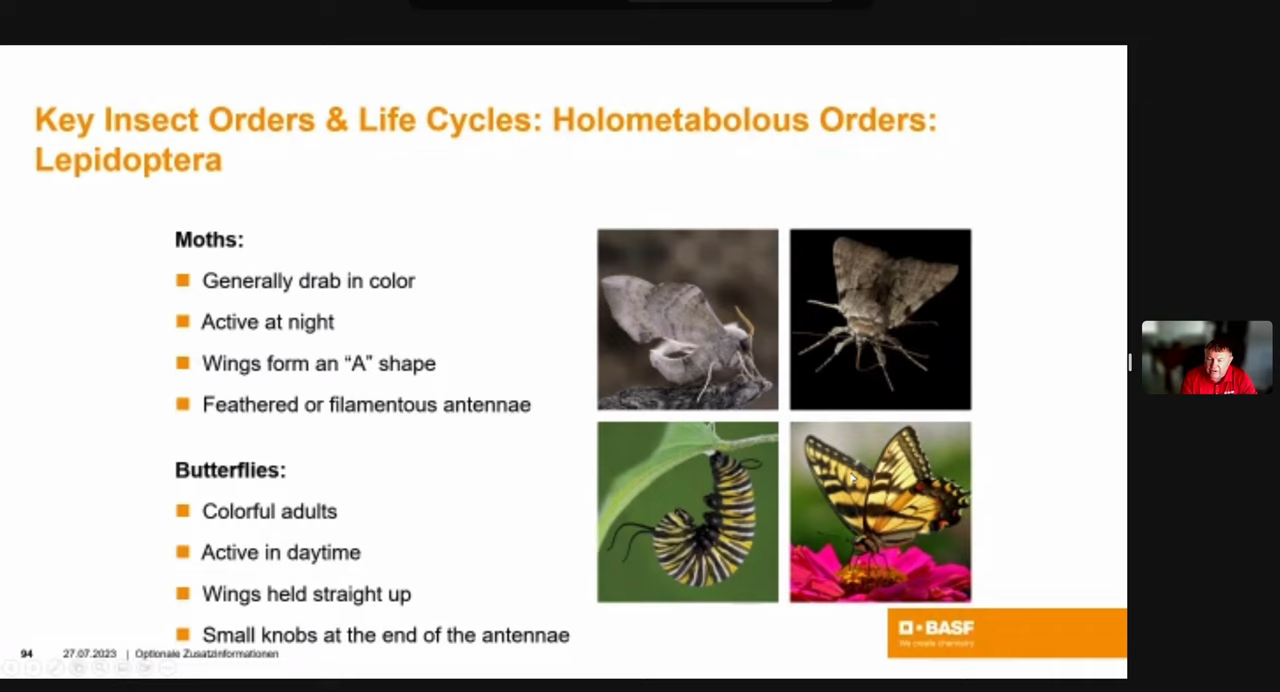 Key Insect Orders & Life Cycles: Holometabolous Orders:
Lepidoptera
Moths:
Generally drab in color
Active at night
Wings form an “A” shape
Feathered or filamentous antennae
Butterflies:
Colorful adults
Active in daytime
Wings held straight up
Small knobs at the end of the antennae
94 27.07.2023 | Optionale Zusatzinformationen
BASF
We create chemistry